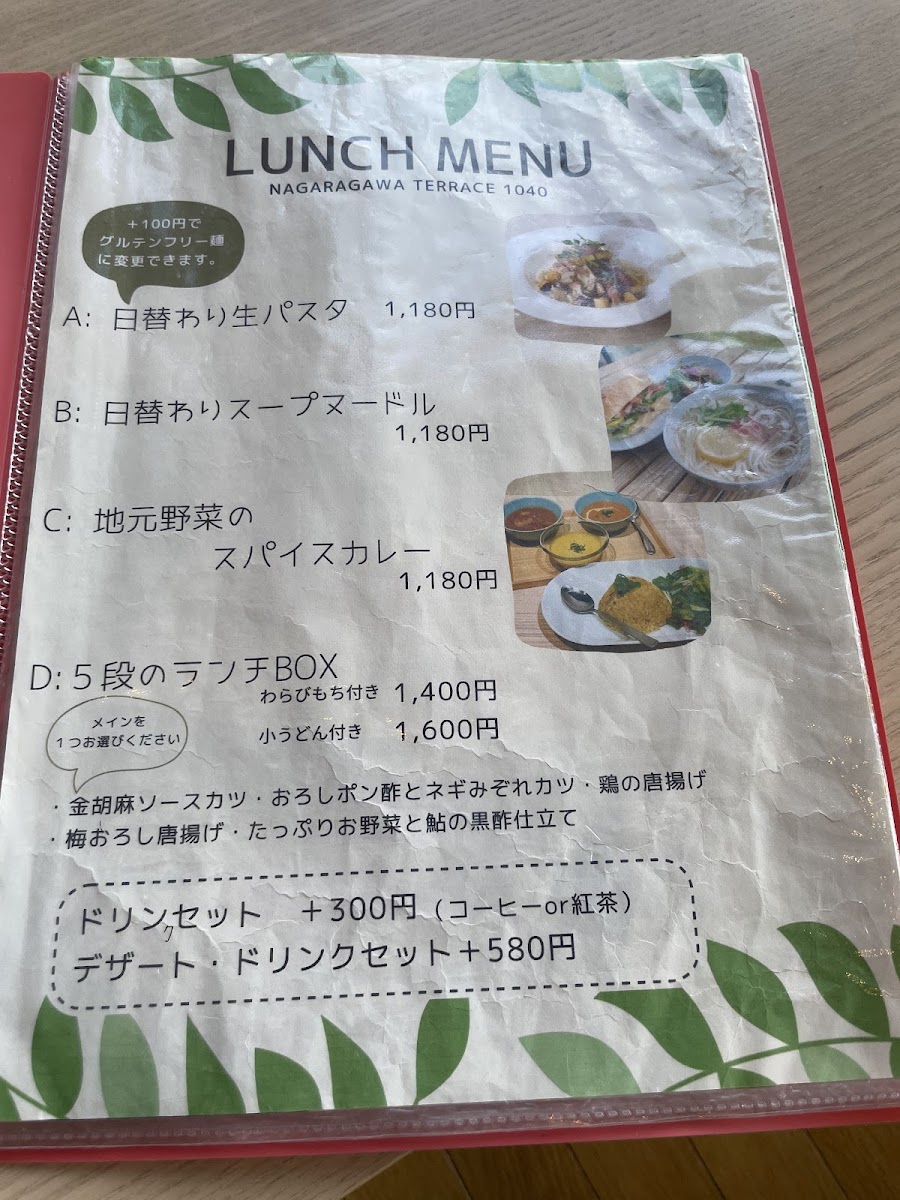 LUNCH MENU
NAGARAGAWA TERRACE 1040
+100円で
グルテンフリー麺
に変更できます。
A: 日替わり生パスタ 1,180円
B: 日替わりスープヌードル
1,180円
C: 地元野菜の
スパイスカレー
1,180円
D:５段のランチBOX
わらびもち付き 1,400円
小うどん付き 1,600円
メインを
１つお選びください
・金胡麻ソースカツ・おろしポン酢とネギみぞれカツ・鶏の唐揚げ
・梅おろし唐揚げ・たっぷりお野菜と鮎の黒酢仕立て
ドリンクセット ＋300円（コーヒーor紅茶）
デザート・ドリンクセット＋580円